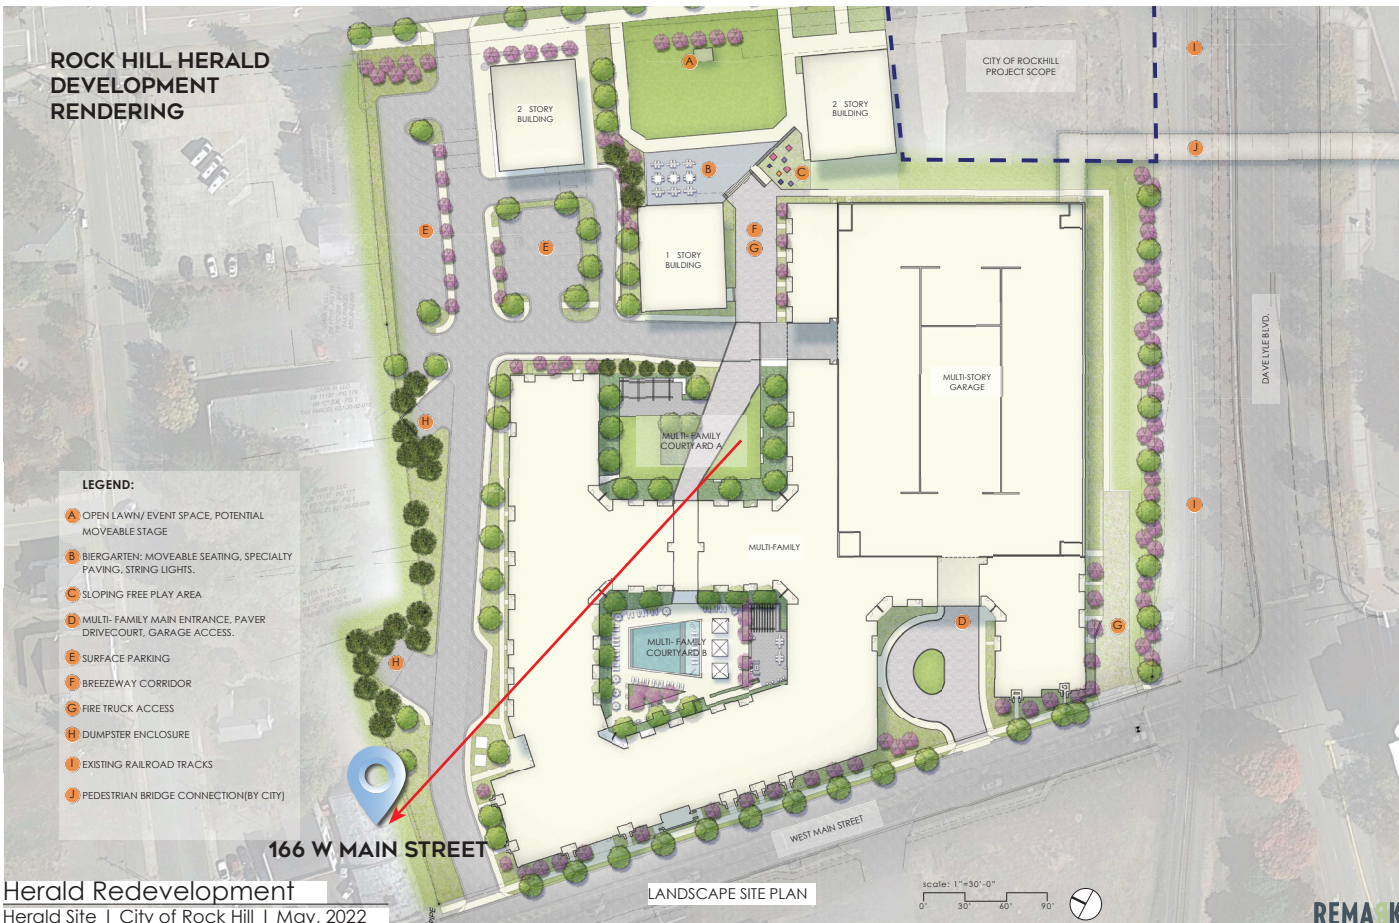 ROCK HILL HERALD
DEVELOPMENT
RENDERING
2 STORY
BUILDING
A
2 STORY
BUILDING
CITY OF ROCKHILL
PROJECT SCOPE
I
J
B
C
E
E
F
G
1 STORY
BUILDING
DAVE LYLE BLVD.
MULTI-STORY
GARAGE
H
MULTI-FAMILY
COURTYARD A
I
MULTI-FAMILY
MULTI- FAMILY
COURTYARD B
D
G
H
LEGEND:
A OPEN LAWN/ EVENT SPACE, POTENTIAL
MOVEABLE STAGE
B BIERGARTEN: MOVEABLE SEATING, SPECIALTY
PAVING, STRING LIGHTS.
C SLOPING FREE PLAY AREA
D MULTI- FAMILY MAIN ENTRANCE, PAVER
DRIVECOURT, GARAGE ACCESS.
E SURFACE PARKING
F BREEZEWAY CORRIDOR
G FIRE TRUCK ACCESS
H DUMPSTER ENCLOSURE
I EXISTING RAILROAD TRACKS
J PEDESTRIAN BRIDGE CONNECTION(BY CITY)
166 W MAIN STREET
WEST MAIN STREET
Herald Redevelopment
Herald Site | City of Rock Hill | May, 2022
LANDSCAPE SITE PLAN
scale: 1"=30'-0"
0' 30' 60' 90'
REMARK